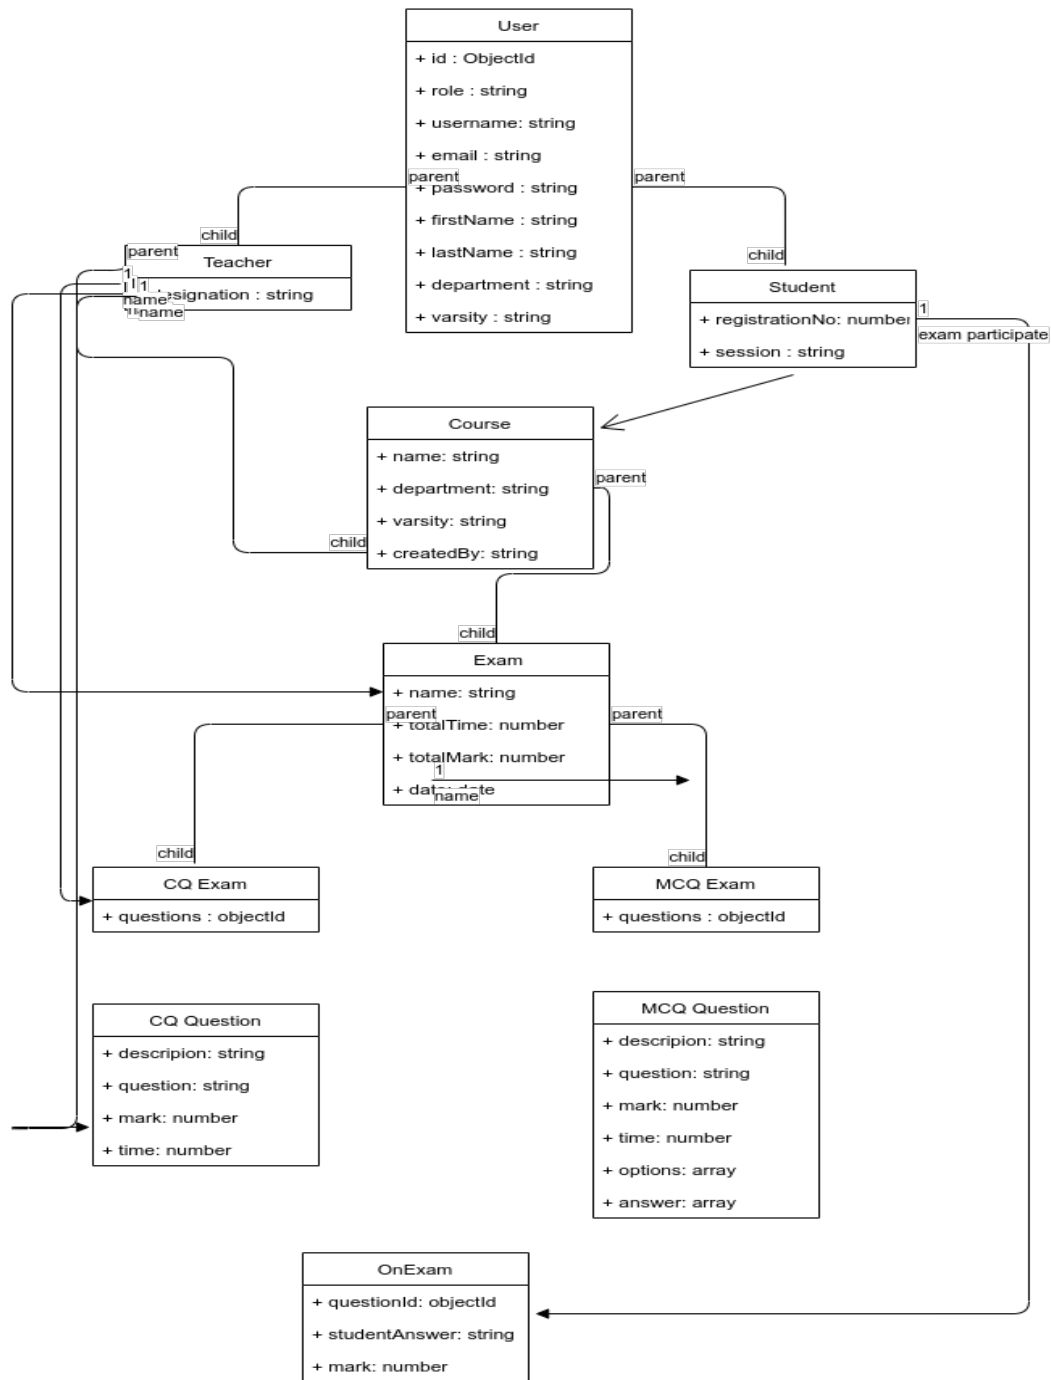 User
+ id : ObjectId
+ role : string
+ username: string
+ email : string
parent
parent
+ password : string
+ firstName : string
child
+ lastName : string
parent
child
Teacher
+ department : string
Student
1
1
designation : string
name
name
+ varsity : string
1
+ registrationNo: number
exam participate
+ session : string
Course
+ name: string
parent
+ department: string
+ varsity: string
child
+ createdBy: string
child
Exam
+ name: string
parent
parent
+ totalTime: number
+ totalMark: number
1
+ data: date
name
child
child
CQ Exam
MCQ Exam
+ questions : objectId
+ questions : objectId
MCQ Question
CQ Question
+ descripion: string
+ descripion: string
+ question: string
+ question: string
+ mark: number
+ mark: number
+ time: number
+ time: number
+ options: array
+ answer: array
OnExam
+ questionId: objectId
+ studentAnswer: string
+ mark: number